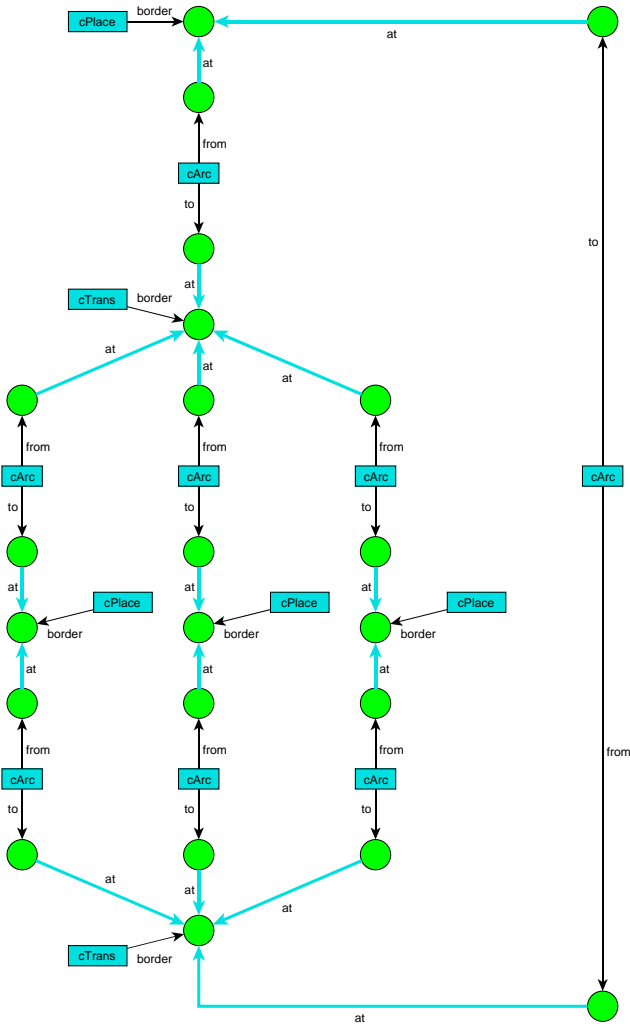 cPlace border
at
at
from
cArc
to
to
at
cTrans border
at at at
from from from
cArc cArc cArc cArc
to to to
at at at
cPlace cPlace cPlace
border border border
at at at
from from from from
cArc cArc cArc
to to to
at at at
cTrans border
at